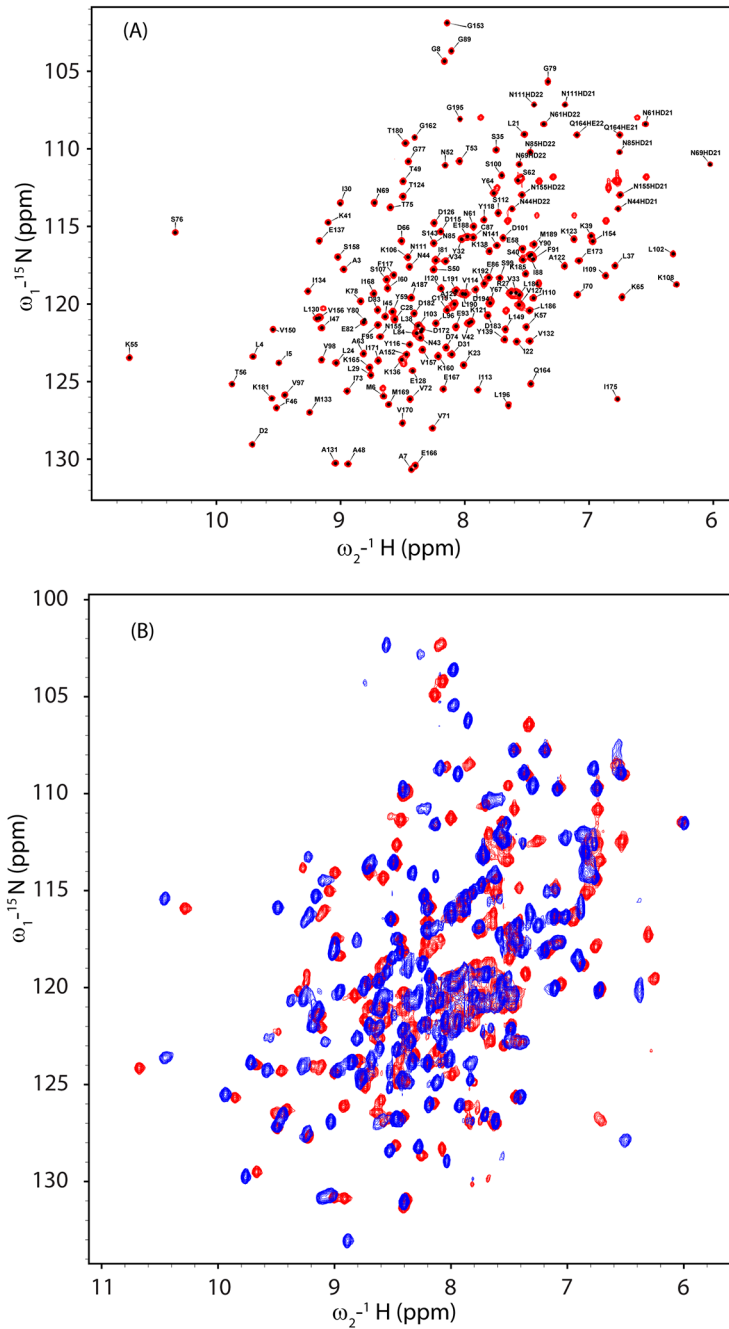 (A)
G153
G89
G8
G79
N111HD22
N111HD21
N61HD22
N61HD21
G195
L21
Q164HE22
Q164HE21
T180
G162
S35
N85HD22
N85HD21
G77
N52
T53
N69HD22
N69HD21
S100
T49
Y64
S62
T124
N155HD22
N155HD21
I30
N69
T75
S112
N44HD22
N44HD21
K41
D126
D115
Y118
N61
S76
E137
D66
S143
N85
E188
C87
N141
D101
K123
K39
I154
Y32
K138
E58
M189
Y90
S158
K106
N111
I81
V34
S40
F91
E173
L37
L102
A3
F117
N44
S50
E86
S99
K185
I88
A122
I109
S107
I60
K192
I134
I168
A187
I120
L191
V114
R27
V33
L184
I70
K65
K108
K78
Y59
A129
Y67
V127
I110
D83
I45
C28
D182
C119
L190
D194
L186
L130
V156
Y80
L38
I103
L96
E93
K121
L149
K57
I47
E82
F95
N155
L84
D172
V42
D183
V150
I171
Y116
N43
D74
Y139
V132
K55
L4
I5
V98
L24
A63
A152
V157
D31
I22
K165
K136
K160
K23
L29
E128
T56
V97
I73
M6
V72
E167
I113
Q164
K181
F46
M133
M169
L196
I175
V170
V71
D2
A131
A48
A7
E166
105
110
115
120
125
130
10
9
8
7
6
ω1-15N (ppm)
ω2-1H (ppm)
(B)
100
105
110
115
120
125
130
11
10
9
8
7
6
ω1-15N (ppm)
ω2-1H (ppm)